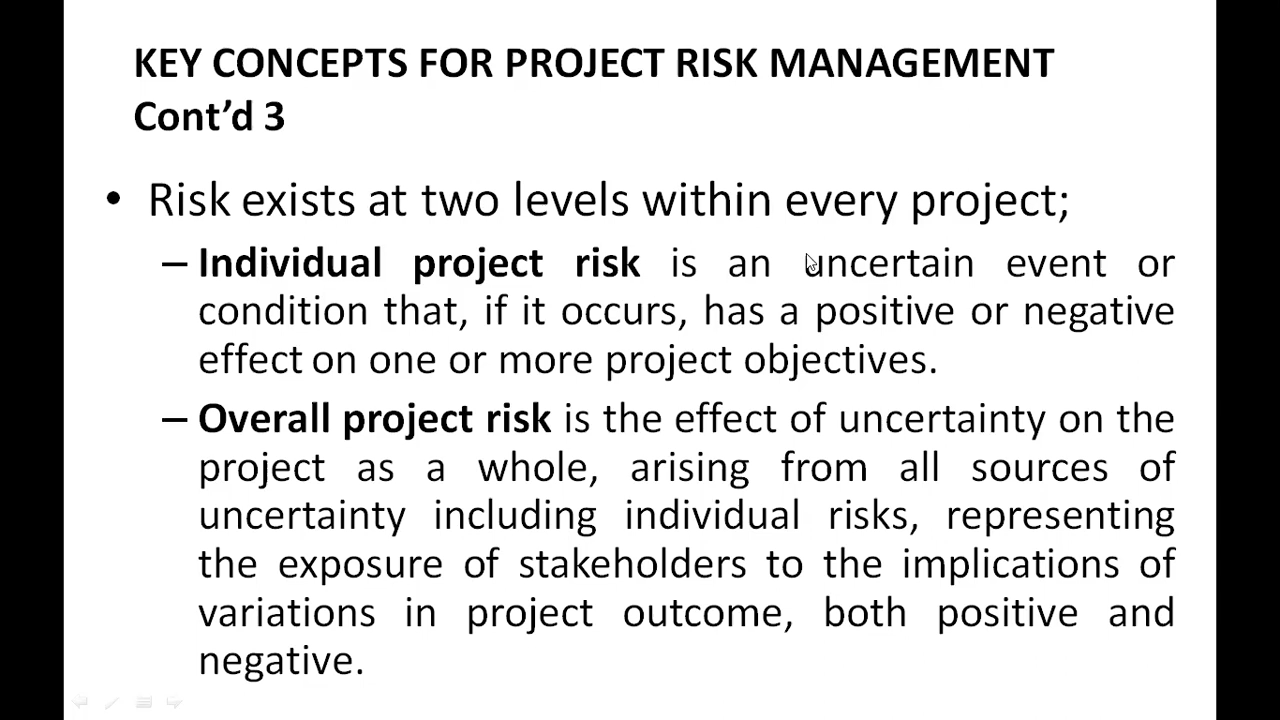 KEY CONCEPTS FOR PROJECT RISK MANAGEMENT
Cont’d 3
• Risk exists at two levels within every project;
– Individual project risk is an uncertain event or
condition that, if it occurs, has a positive or negative
effect on one or more project objectives.
– Overall project risk is the effect of uncertainty on the
project as a whole, arising from all sources of
uncertainty including individual risks, representing
the exposure of stakeholders to the implications of
variations in project outcome, both positive and
negative.